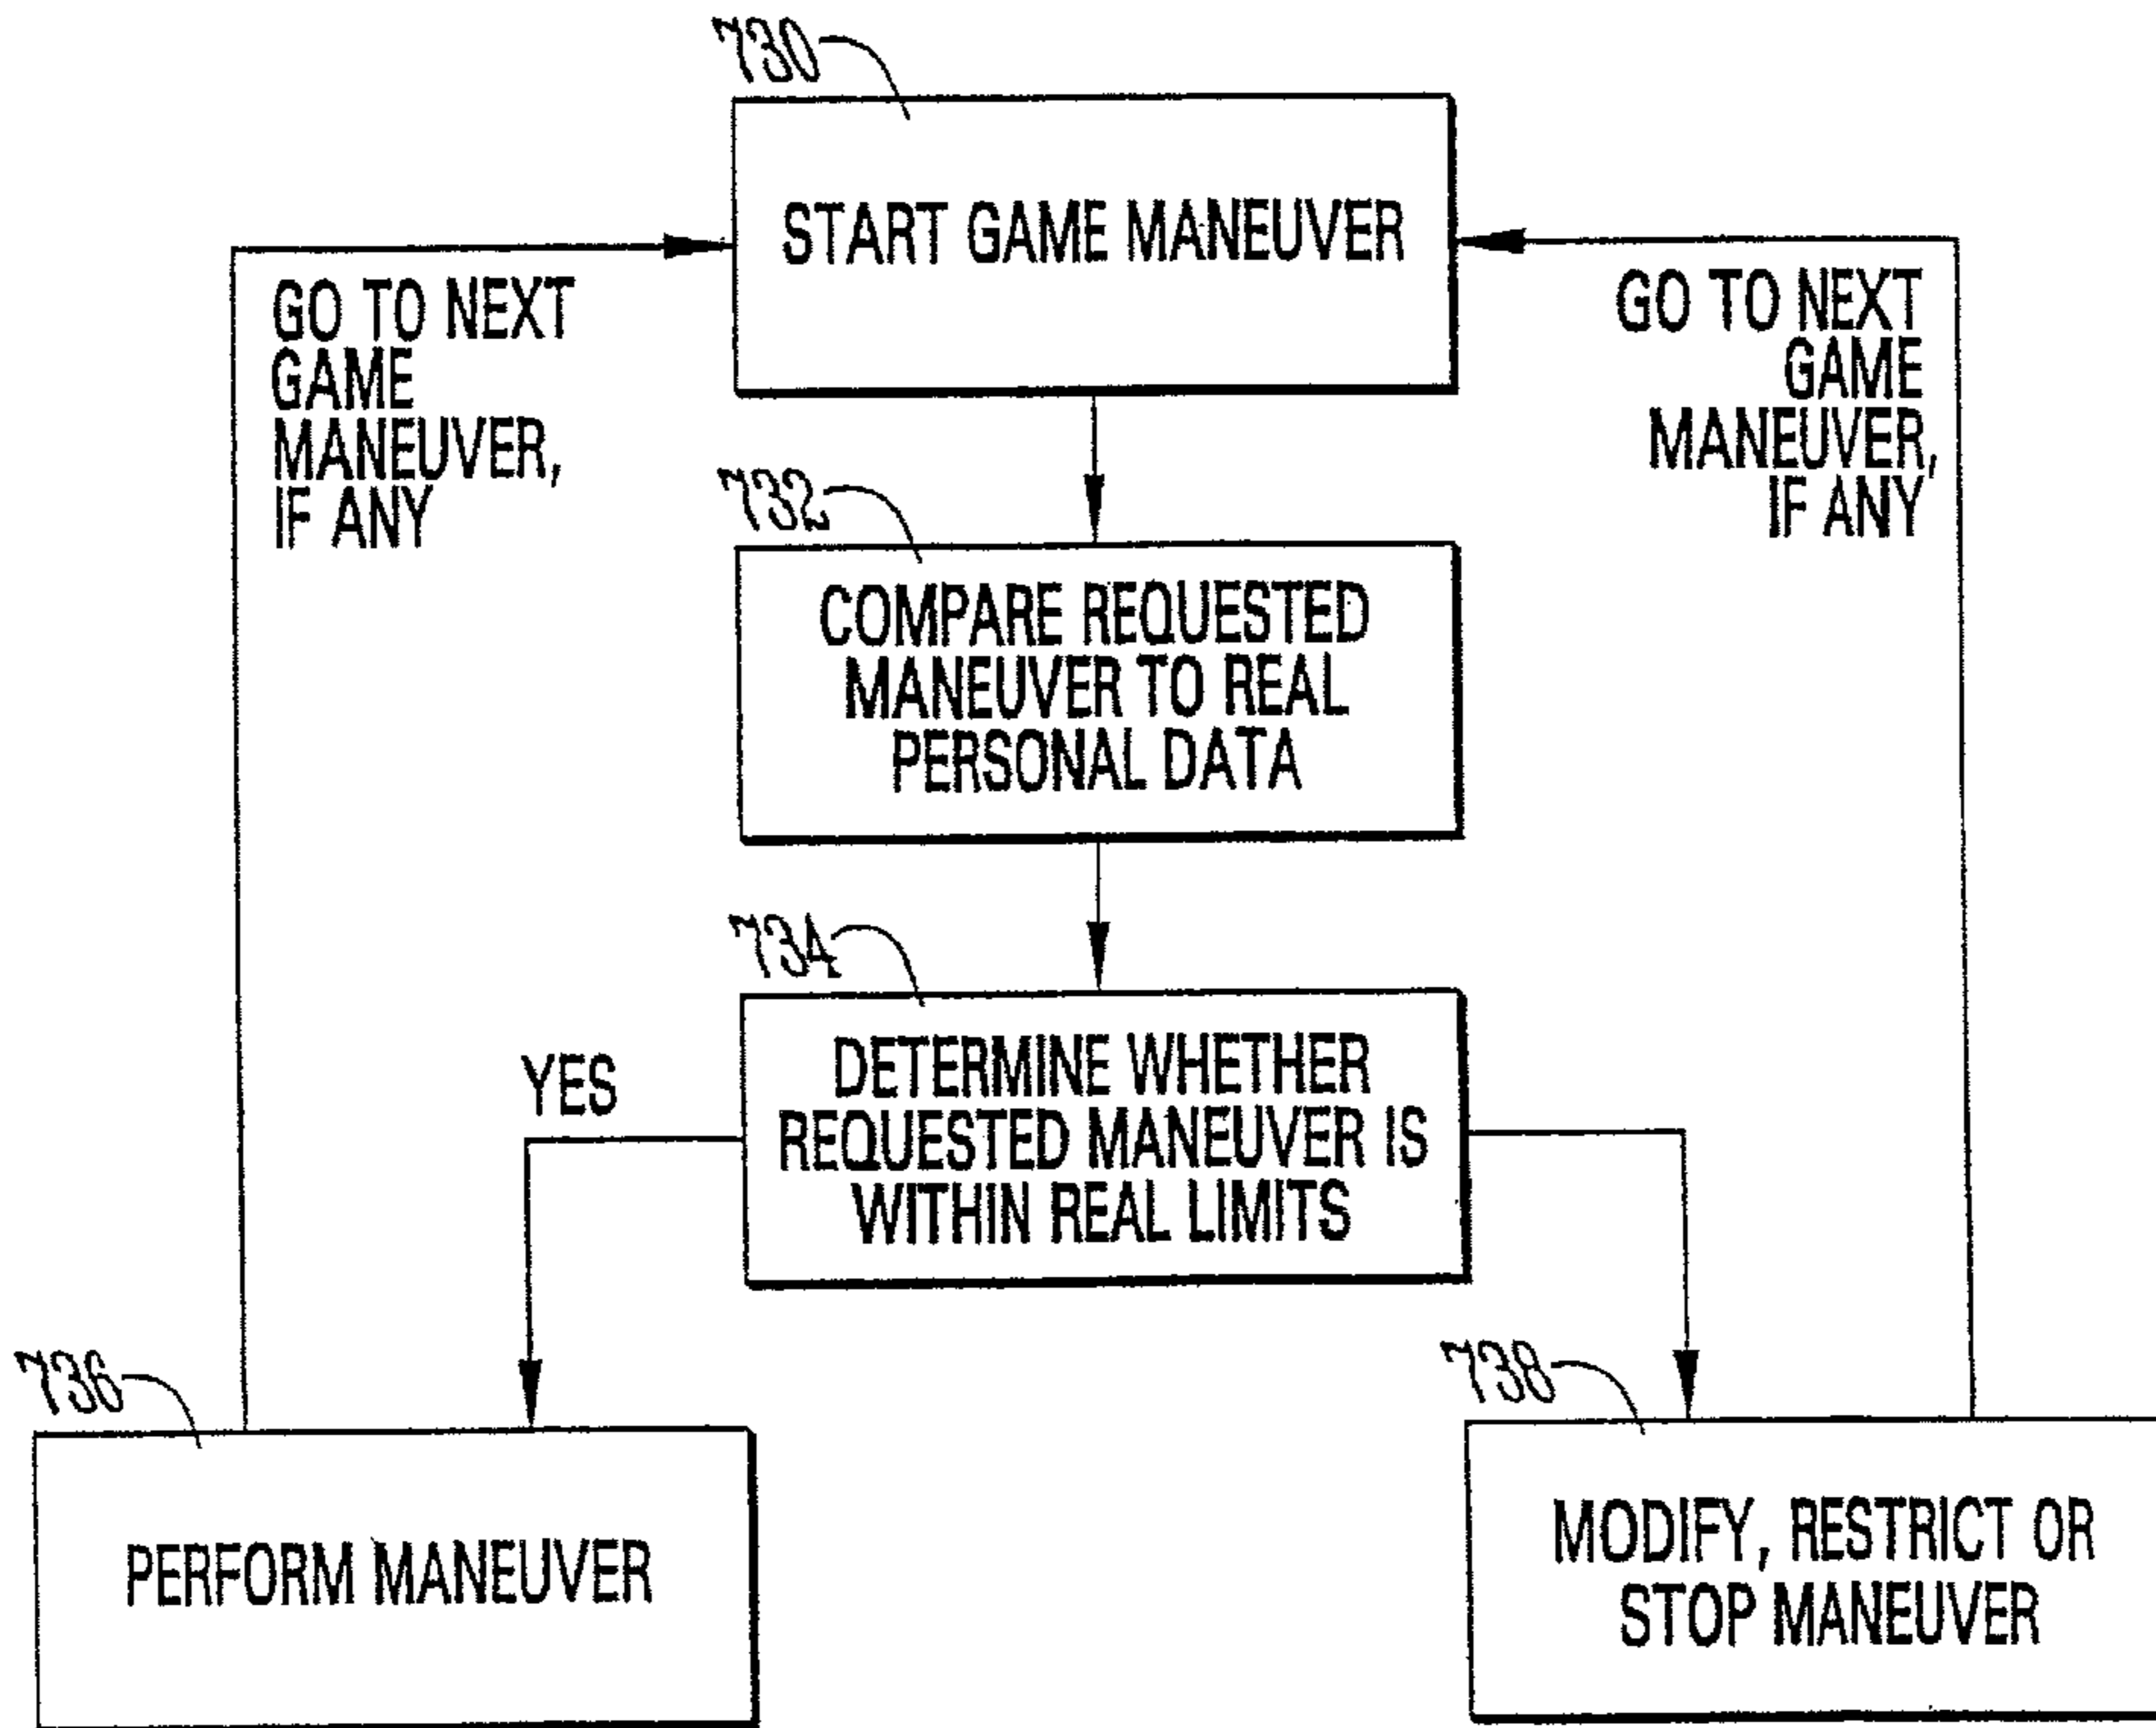 730
START GAME MANEUVER
GO TO NEXT
GAME
MANEUVER,
IF ANY
GO TO NEXT
GAME
MANEUVER,
IF ANY
732
COMPARE REQUESTED
MANEUVER TO REAL
PERSONAL DATA
734
DETERMINE WHETHER
REQUESTED MANEUVER IS
WITHIN REAL LIMITS
YES
736
PERFORM MANEUVER
738
MODIFY, RESTRICT OR
STOP MANEUVER